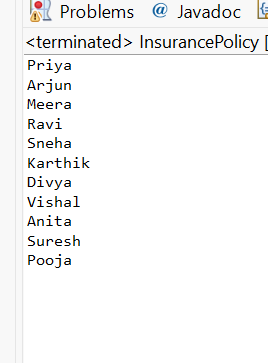 Problems @ Javadoc
<terminated> InsurancePolicy [
Priya
Arjun
Meera
Ravi
Sneha
Karthik
Divya
Vishal
Anita
Suresh
Pooja